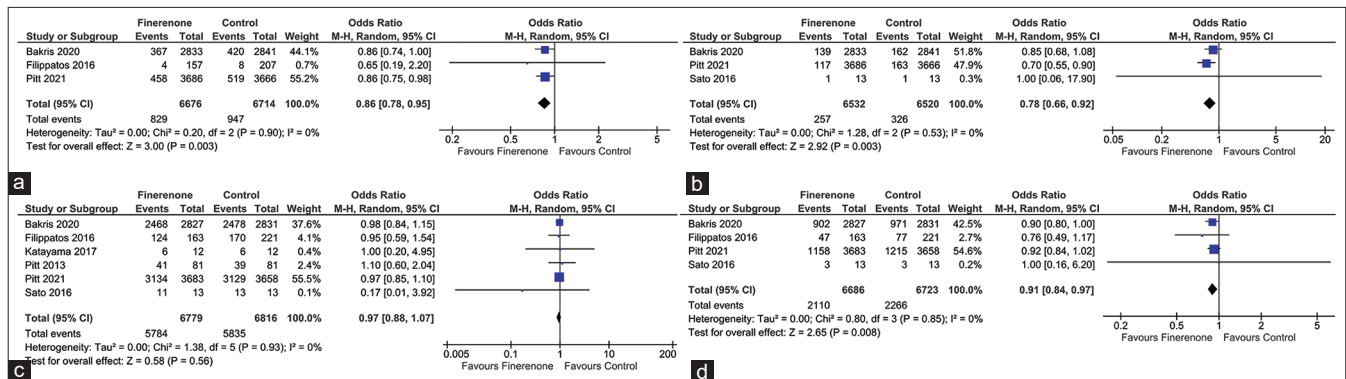 Finerenone Control Odds Ratio Odds Ratio
Study or Subgroup Events Total Events Total Weight M-H, Random, 95% CI M-H, Random, 95% CI
Bakris 2020 367 2833 420 2841 44.1% 0.86 [0.74, 1.00]
Filippatos 2016 4 157 8 207 0.7% 0.65 [0.19, 2.20]
Pitt 2021 458 3686 519 3666 55.2% 0.86 [0.75, 0.98]
Total (95% CI) 6676 6714 100.0% 0.86 [0.78, 0.95]
Total events 829 947
Heterogeneity: Tau² = 0.00; Chi² = 0.20, df = 2 (P = 0.90); I² = 0%
Test for overall effect: Z = 3.00 (P = 0.003)
0.2 0.5 1 2 5
Favours Finerenone Favours Control
a
Finerenone Control Odds Ratio Odds Ratio
Study or Subgroup Events Total Events Total Weight M-H, Random, 95% CI M-H, Random, 95% CI
Bakris 2020 139 2833 162 2841 51.8% 0.85 [0.68, 1.08]
Pitt 2021 117 3686 163 3666 47.9% 0.70 [0.55, 0.90]
Sato 2016 1 13 1 13 0.3% 1.00 [0.06, 17.90]
Total (95% CI) 6532 6520 100.0% 0.78 [0.66, 0.92]
Total events 257 326
Heterogeneity: Tau² = 0.00; Chi² = 1.28, df = 2 (P = 0.53); I² = 0%
Test for overall effect: Z = 2.92 (P = 0.003)
0.05 0.2 1 5 20
Favours Finerenone Favours Control
b
Finerenone Control Odds Ratio Odds Ratio
Study or Subgroup Events Total Events Total Weight M-H, Random, 95% CI M-H, Random, 95% CI
Bakris 2020 2468 2827 2478 2831 37.6% 0.98 [0.84, 1.15]
Filippatos 2016 124 163 170 221 4.1% 0.95 [0.59, 1.54]
Katayama 2017 6 12 6 12 0.4% 1.00 [0.20, 4.95]
Pitt 2013 41 81 39 81 2.4% 1.10 [0.60, 2.04]
Pitt 2021 3134 3683 3129 3658 55.5% 0.97 [0.85, 1.10]
Sato 2016 11 13 13 13 0.1% 0.17 [0.01, 3.92]
Total (95% CI) 6779 6816 100.0% 0.97 [0.88, 1.07]
Total events 5784 5835
Heterogeneity: Tau² = 0.00; Chi² = 1.38, df = 5 (P = 0.93); I² = 0%
Test for overall effect: Z = 0.58 (P = 0.56)
0.005 0.1 1 10 200
Favours Finerenone Favours Control
c
Finerenone Control Odds Ratio Odds Ratio
Study or Subgroup Events Total Events Total Weight M-H, Random, 95% CI M-H, Random, 95% CI
Bakris 2020 902 2827 971 2831 42.5% 0.90 [0.80, 1.00]
Filippatos 2016 47 163 77 221 2.7% 0.76 [0.49, 1.17]
Pitt 2021 1158 3683 1215 3658 54.6% 0.92 [0.84, 1.02]
Sato 2016 3 13 3 13 0.2% 1.00 [0.16, 6.20]
Total (95% CI) 6686 6723 100.0% 0.91 [0.84, 0.97]
Total events 2110 2266
Heterogeneity: Tau² = 0.00; Chi² = 0.80, df = 3 (P = 0.85); I² = 0%
Test for overall effect: Z = 2.65 (P = 0.008)
0.2 0.5 1 2 5
Favours Finerenone Favours Control
d